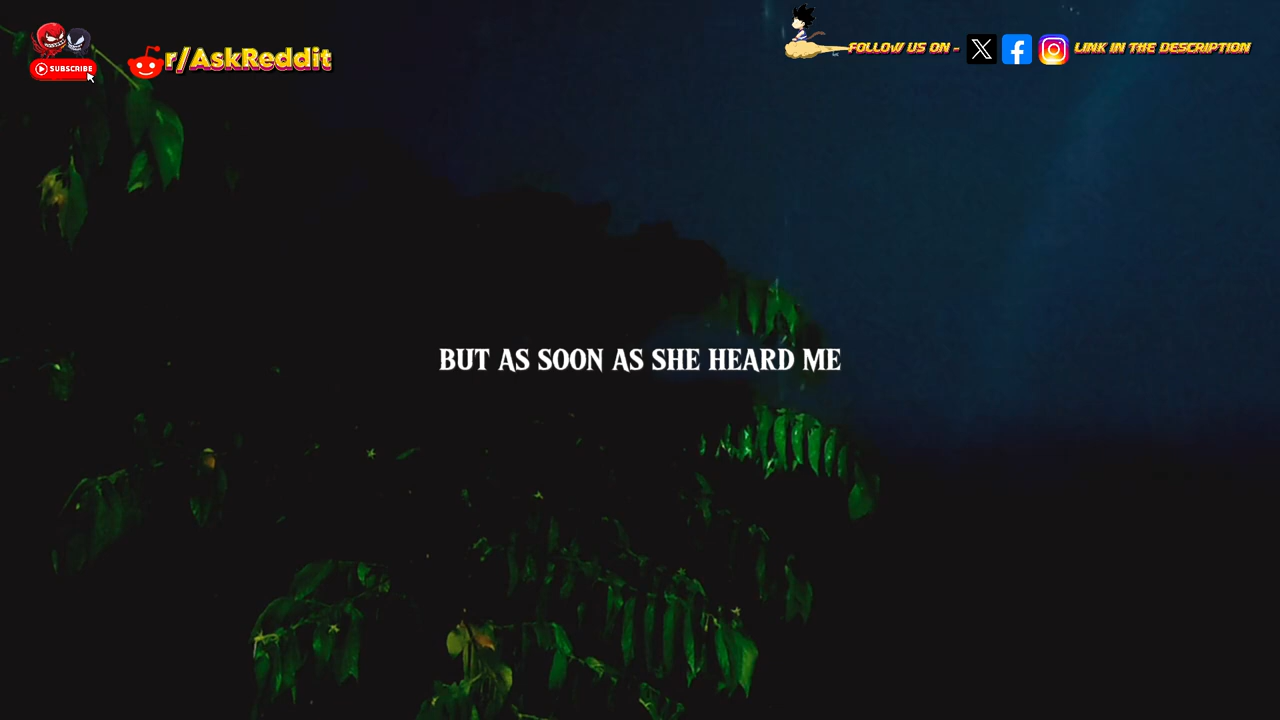 SUBSCRIBE
r/AskReddit
FOLLOW US ON -
LINK IN THE DESCRIPTION
BUT AS SOON AS SHE HEARD ME